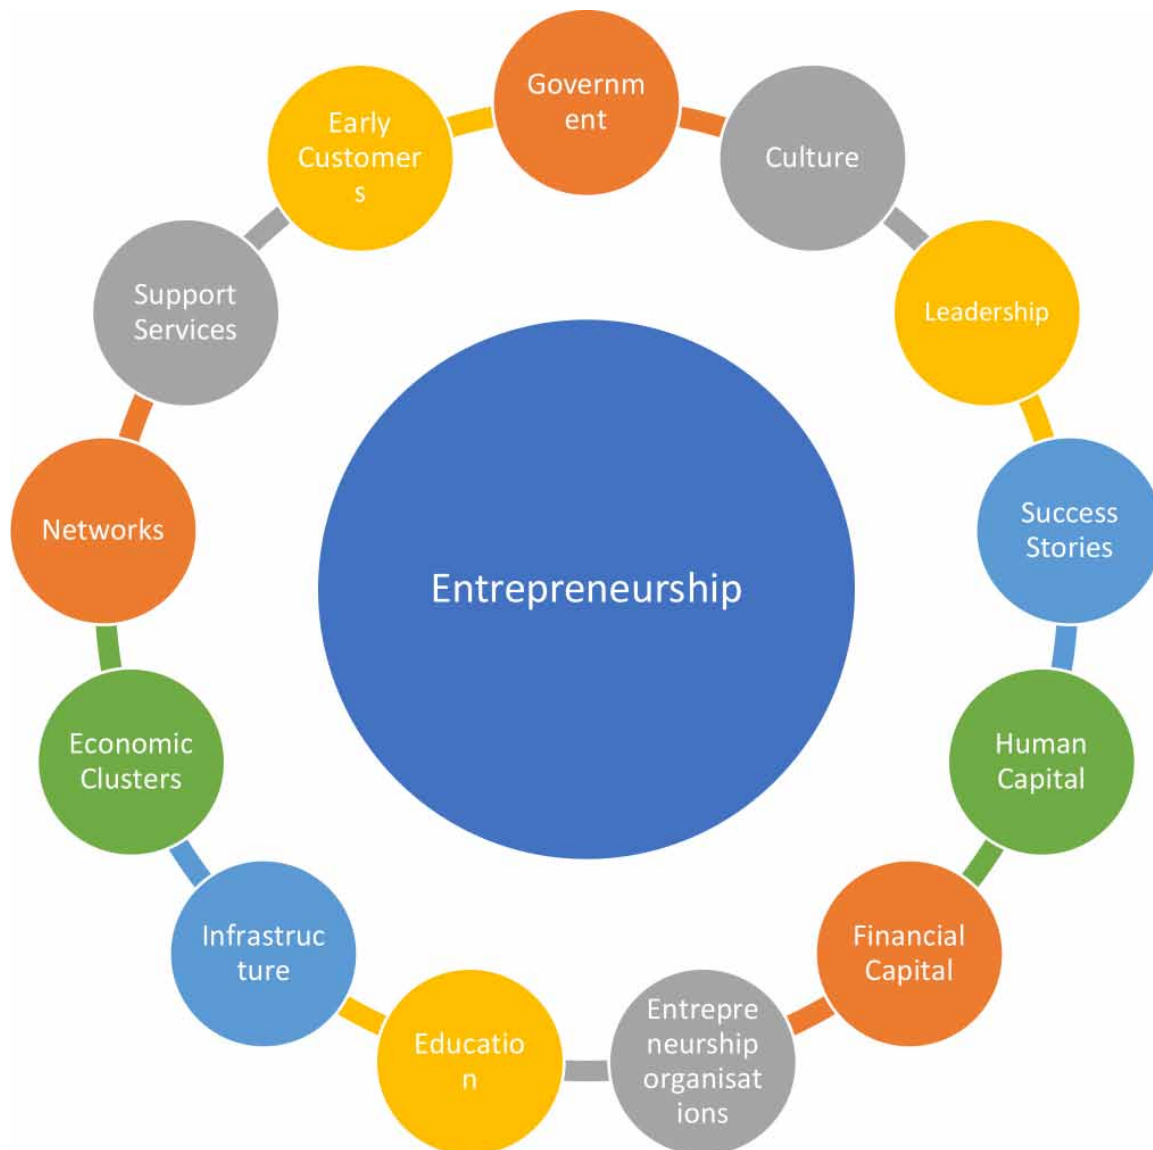 Governm
ent
Culture
Leadership
Success
Stories
Human
Capital
Financial
Capital
Entrepre
neurship
organisat
ions
Educatio
n
Infrastruc
ture
Economic
Clusters
Networks
Support
Services
Early
Customer
s
Entrepreneurship